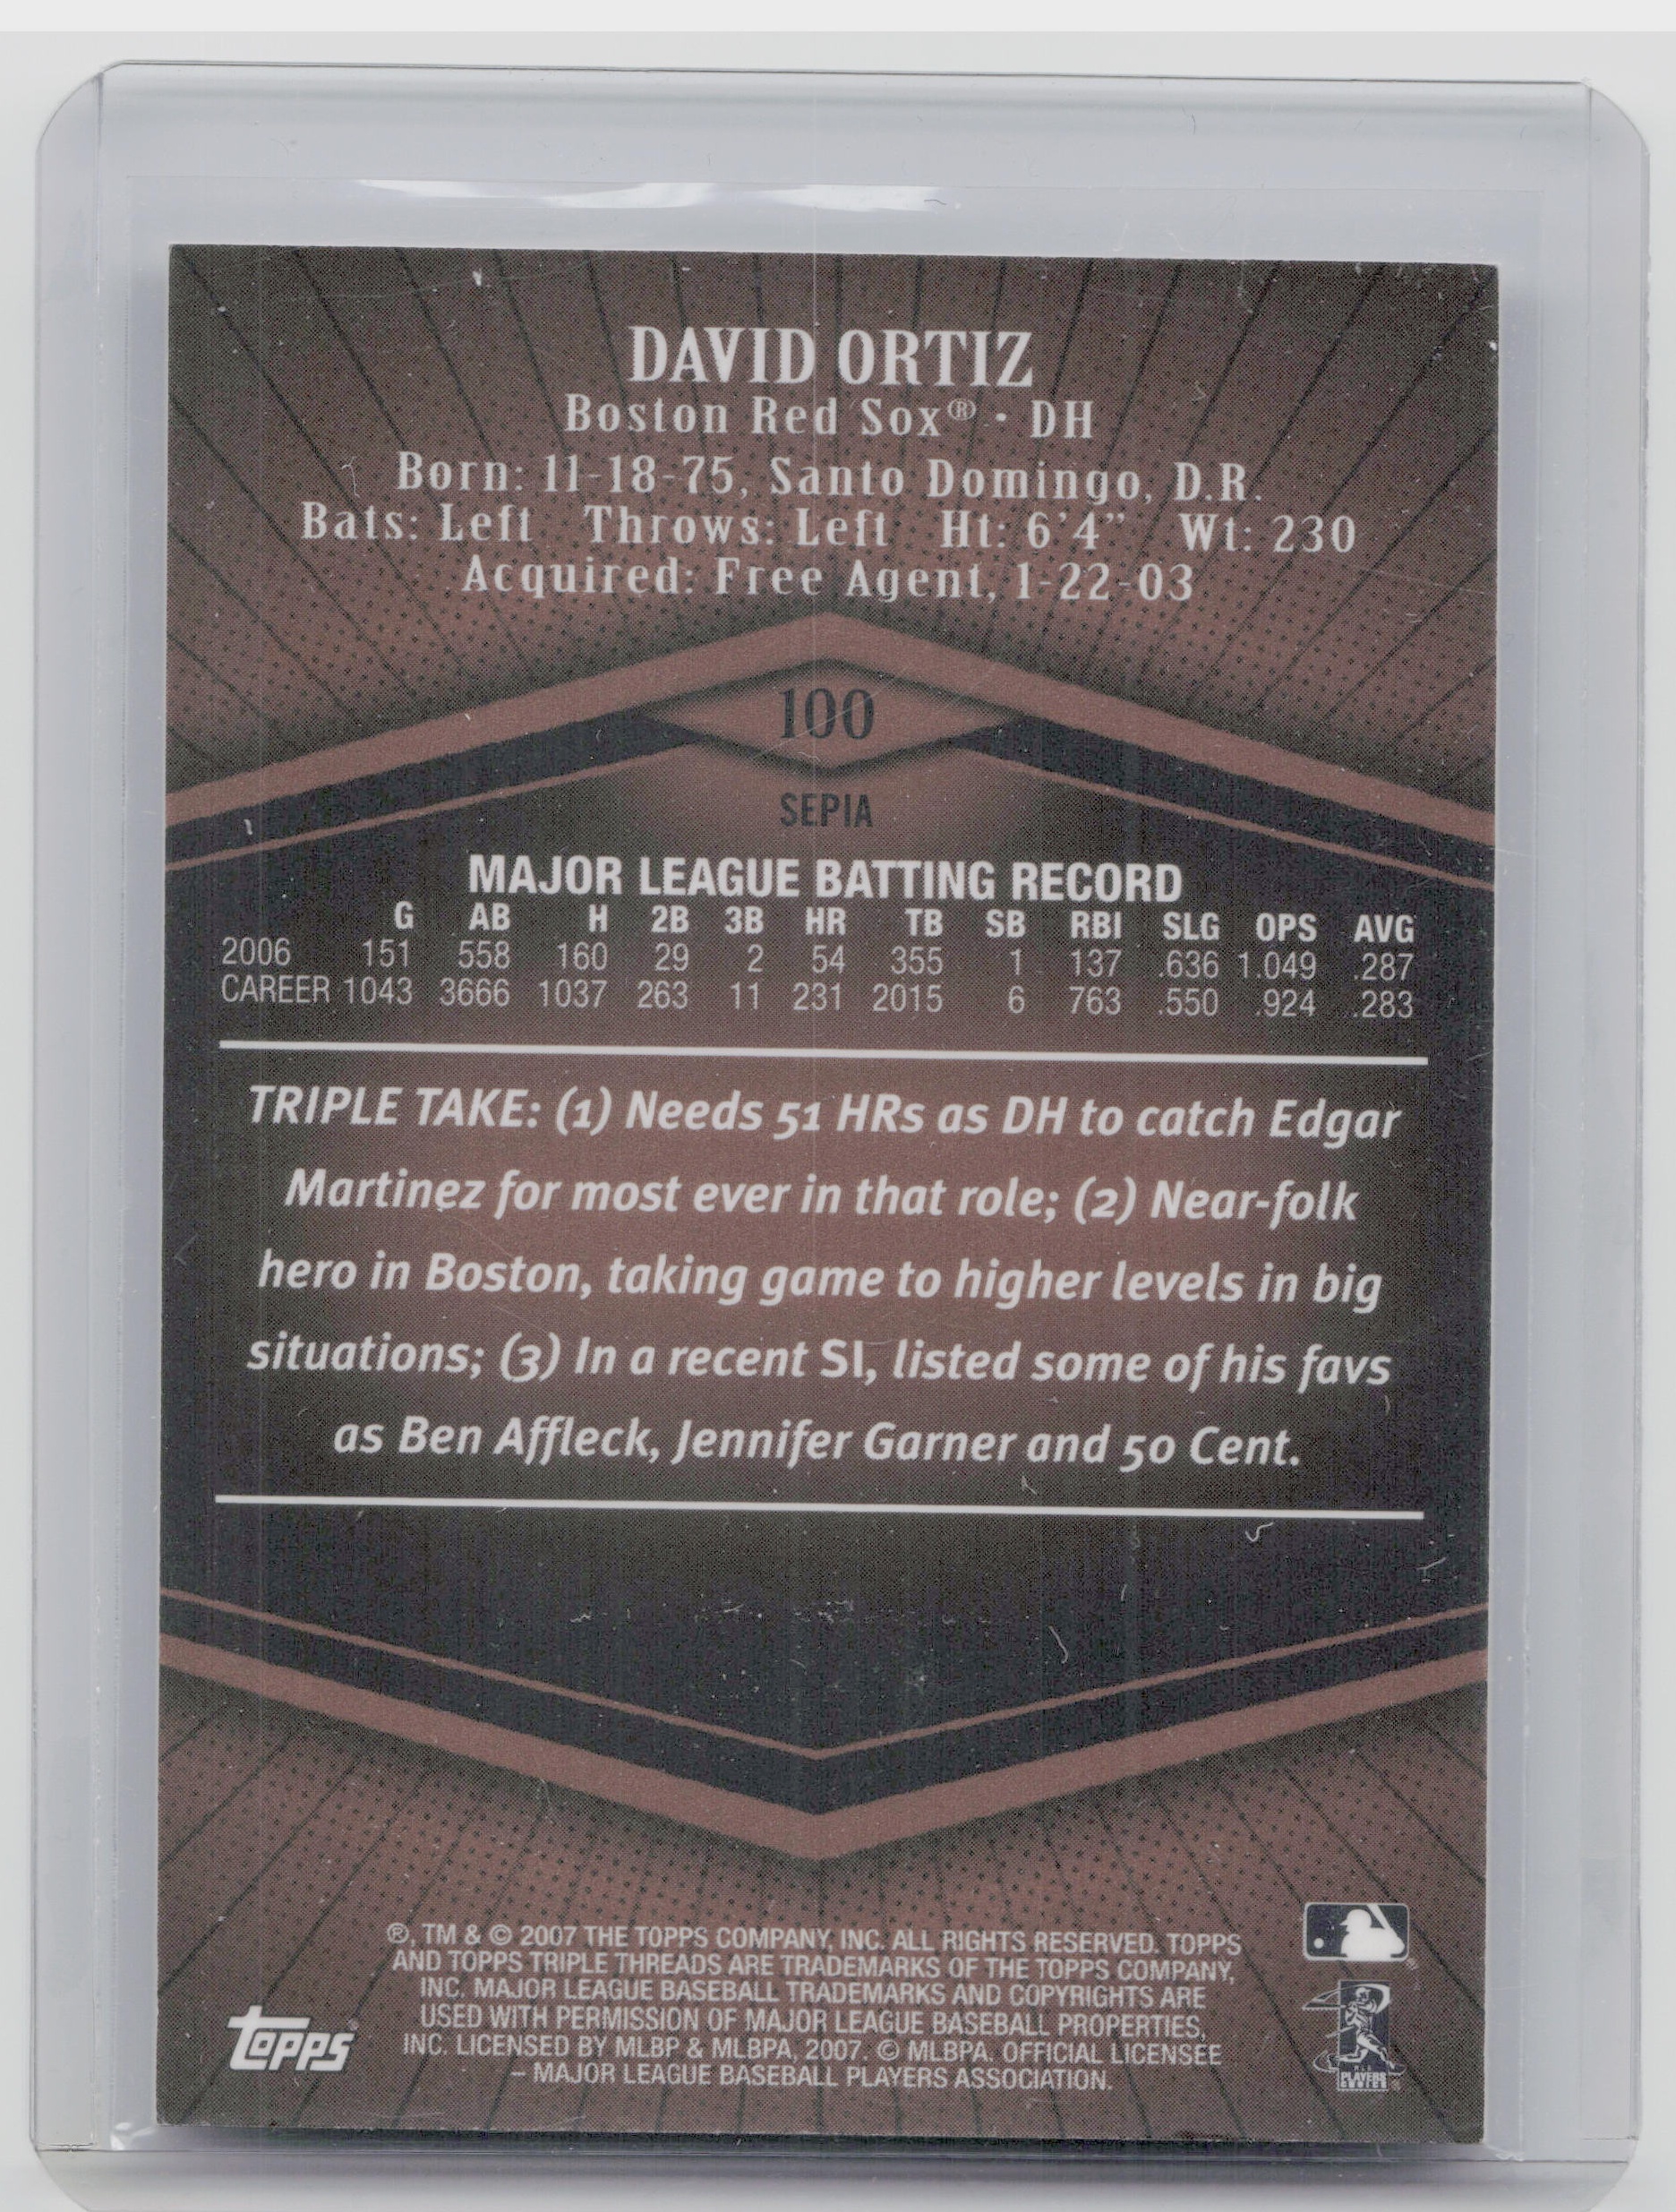 DAVID ORTIZ
Boston Red Sox® · DH
Born: 11-18-75, Santo Domingo, D.R.
Bats: Left Throws: Left Ht: 6'4" Wt: 230
Acquired: Free Agent, 1-22-03
100
SEPIA
MAJOR LEAGUE BATTING RECORD
G AB H 2B 3B HR TB SB RBI SLG OPS AVG
2006 151 558 160 29 2 54 355 1 137 .636 1.049 .287
CAREER 1043 3666 1037 263 11 231 2015 6 763 .550 .924 .283
TRIPLE TAKE: (1) Needs 51 HRs as DH to catch Edgar
Martinez for most ever in that role; (2) Near-folk
hero in Boston, taking game to higher levels in big
situations; (3) In a recent SI, listed some of his favs
as Ben Affleck, Jennifer Garner and 50 Cent.
®, TM & © 2007 THE TOPPS COMPANY, INC. ALL RIGHTS RESERVED. TOPPS
AND TOPPS TRIPLE THREADS ARE TRADEMARKS OF THE TOPPS COMPANY,
INC. MAJOR LEAGUE BASEBALL TRADEMARKS AND COPYRIGHTS ARE
USED WITH PERMISSION OF MAJOR LEAGUE BASEBALL PROPERTIES,
INC. LICENSED BY MLBP & MLBPA, 2007. © MLBPA. OFFICIAL LICENSEE
– MAJOR LEAGUE BASEBALL PLAYERS ASSOCIATION.
Topps®
PLAYERS
CHOICE